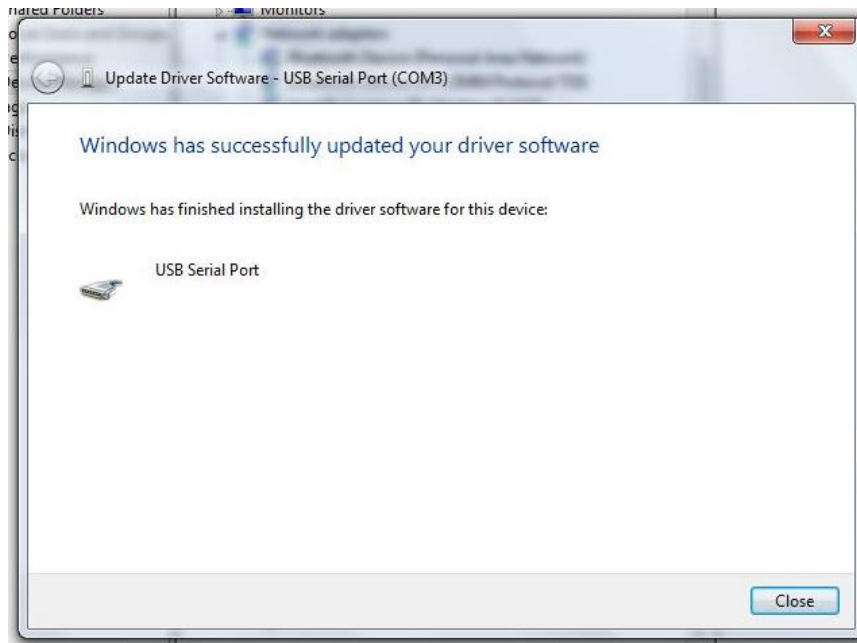 Monitors
Update Driver Software - USB Serial Port (COM3)
Windows has successfully updated your driver software
Windows has finished installing the driver software for this device:
USB Serial Port
Close